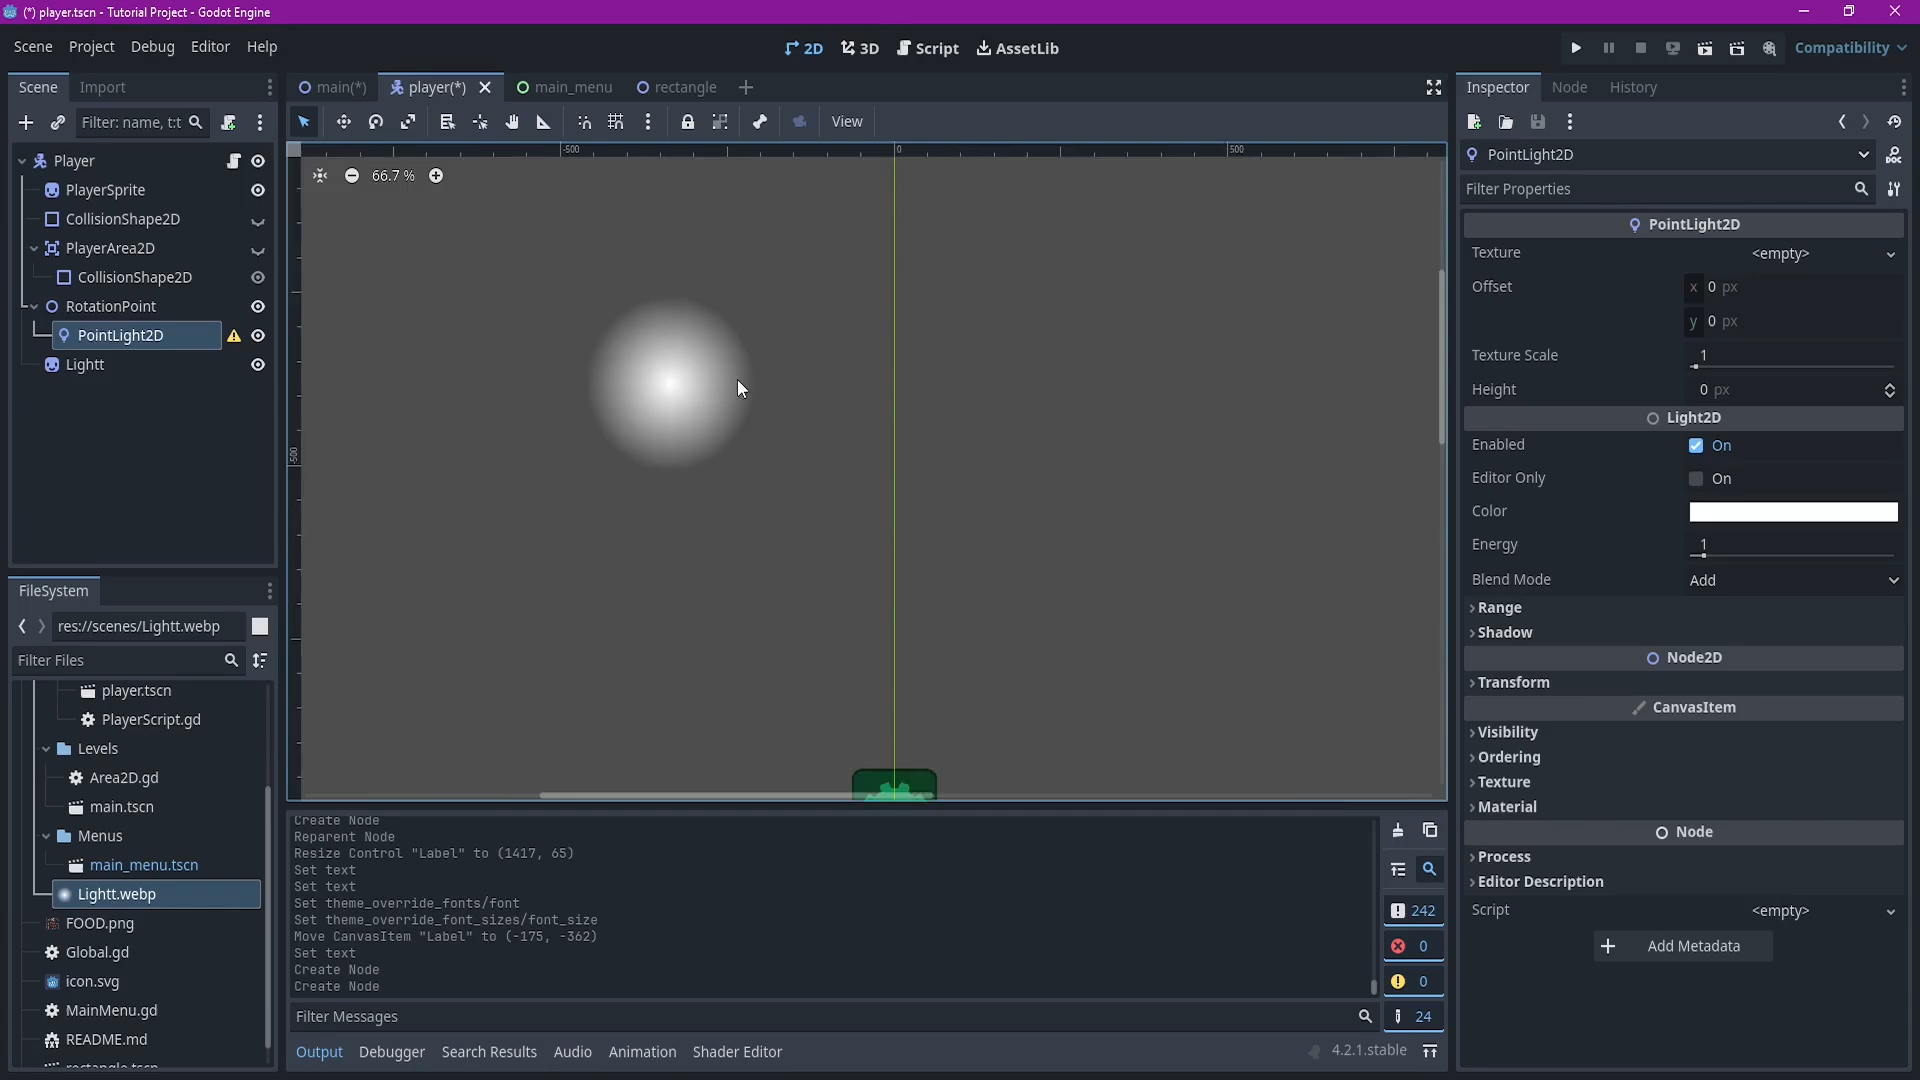 (*) player.tscn - Tutorial Project - Godot Engine
Scene Project Debug Editor Help
2D 3D Script AssetLib
Compatibility
Scene Import
main(*) player(*) main_menu rectangle
Inspector Node History
Filter: name, t:t
View
PointLight2D
Filter Properties
-500 0 500
66.7 %
-500
Player
PlayerSprite
CollisionShape2D
PlayerArea2D
CollisionShape2D
RotationPoint
PointLight2D
Lightt
PointLight2D
Texture <empty>
Offset x 0 px
y 0 px
Texture Scale 1
Height 0 px
Light2D
Enabled On
Editor Only On
Color
Energy 1
Blend Mode Add
Range
Shadow
Node2D
Transform
CanvasItem
Visibility
Ordering
Texture
Material
Node
Process
Editor Description
Script <empty>
Add Metadata
FileSystem
res://scenes/Lightt.webp
Filter Files
player.tscn
PlayerScript.gd
Levels
Area2D.gd
main.tscn
Menus
main_menu.tscn
Lightt.webp
FOOD.png
Global.gd
icon.svg
MainMenu.gd
README.md
rectangle.tscn
Create Node
Reparent Node
Resize Control "Label" to (1417, 65)
Set text
Set text
Set theme_override_fonts/font
Set theme_override_font_sizes/font_size
Move CanvasItem "Label" to (-175, -362)
Set text
Create Node
Create Node
242
0
0
24
Filter Messages
Output Debugger Search Results Audio Animation Shader Editor
4.2.1.stable